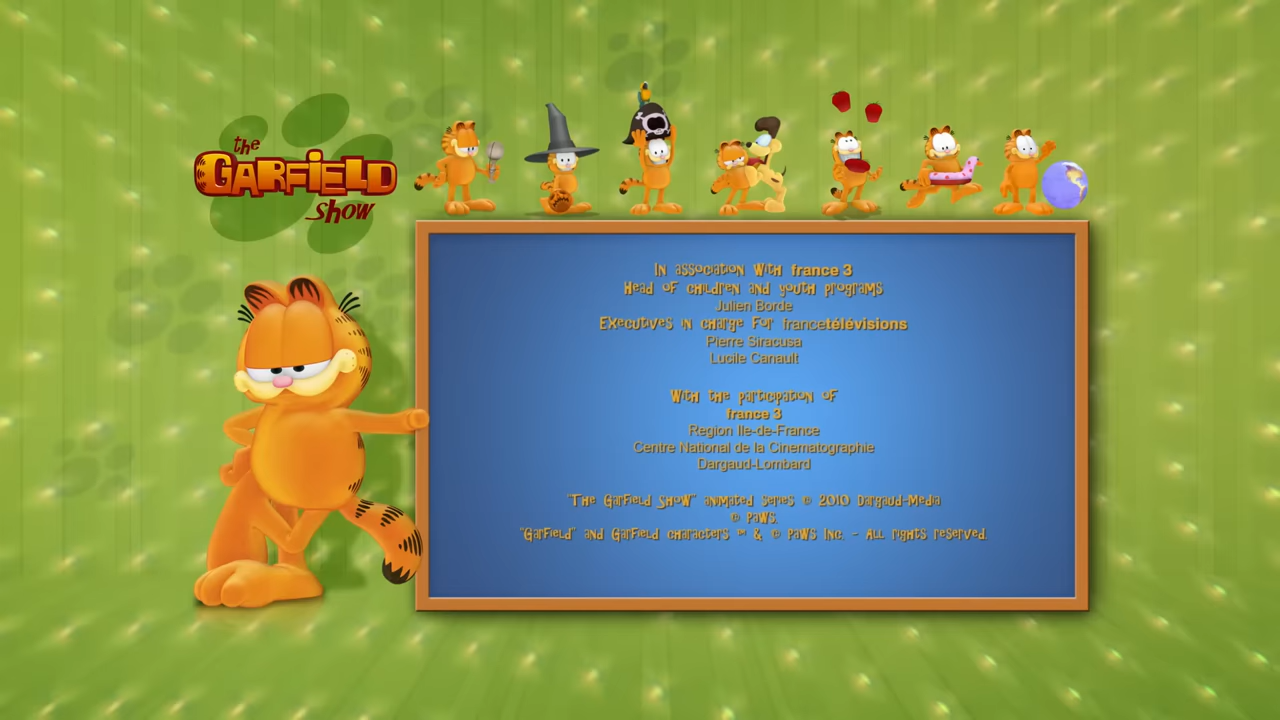 the
GARFIELD
show
In association with france 3
Head of children and youth programs
Julien Borde
Executives in charge for francetélévisions
Pierre Siracusa
Lucile Canault
With the participation of
france 3
Region Ile-de-France
Centre National de la Cinematographie
Dargaud-Lombard
"The Garfield Show" animated series © 2010 Dargaud-Media
© PAWS.
"Garfield" and Garfield characters ™ & © PAWS Inc. - All rights reserved.